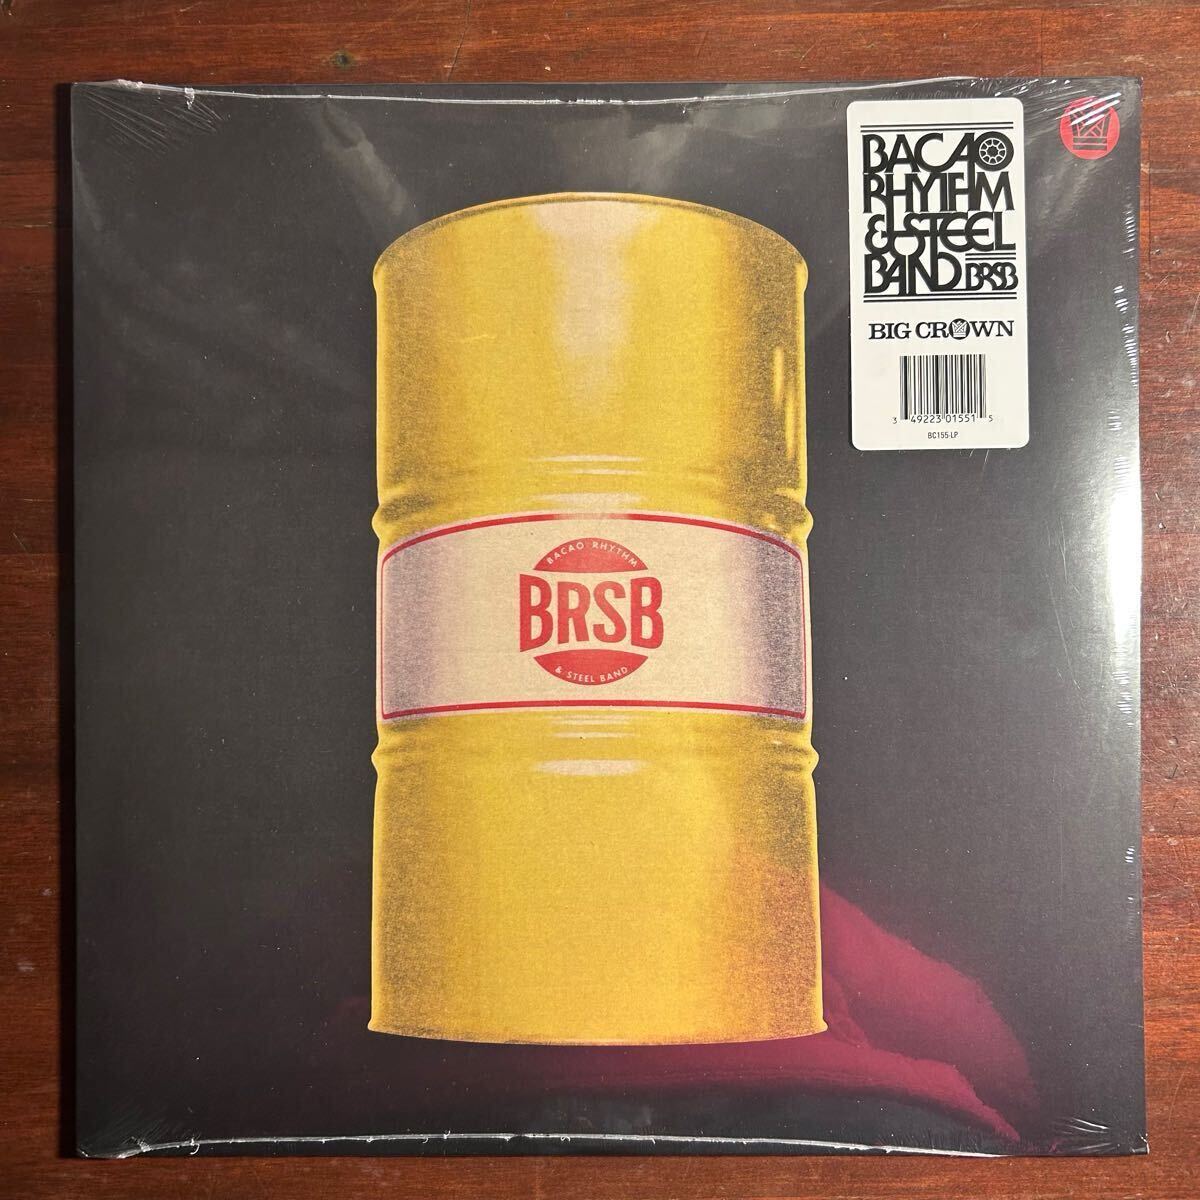 BACAO
RHYTHM
& STEEL
BAND BRSB
BIG CROWN
3 49223 01551 5
BC155-LP
BACAO RHYTHM
BRSB
& STEEL BAND